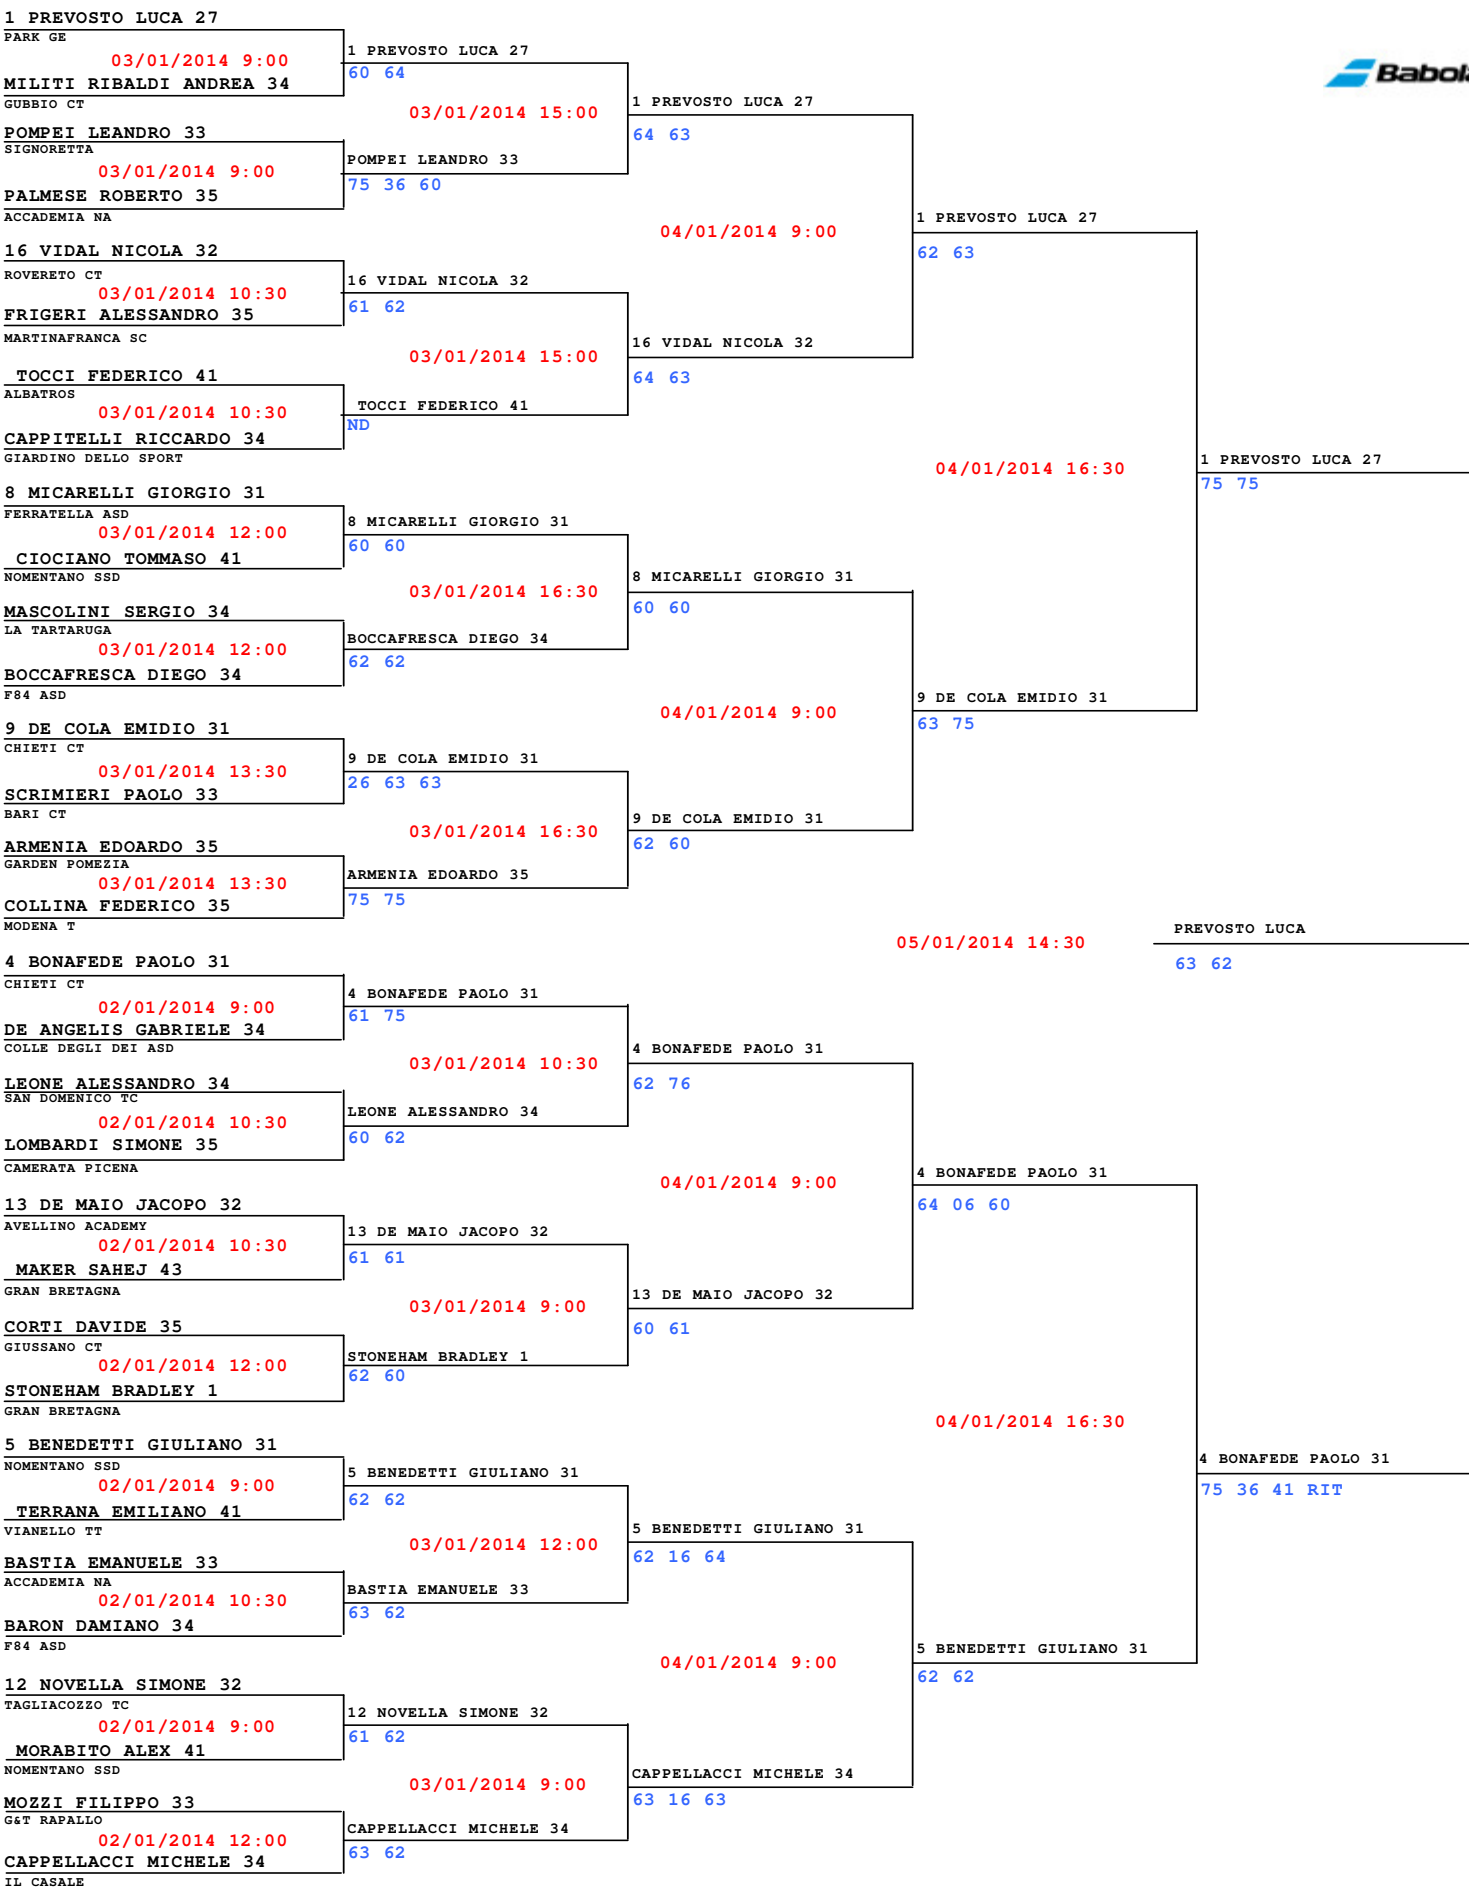 1 PREVOSTO LUCA 27
PARK GE
03/01/2014 9:00
MILITI RIBALDI ANDREA 34
GUBBIO CT
POMPEI LEANDRO 33
SIGNORETTA
03/01/2014 9:00
PALMESE ROBERTO 35
ACCADEMIA NA
16 VIDAL NICOLA 32
ROVERETO CT
03/01/2014 10:30
FRIGERI ALESSANDRO 35
MARTINAFRANCA SC
TOCCI FEDERICO 41
ALBATROS
03/01/2014 10:30
CAPPITELLI RICCARDO 34
GIARDINO DELLO SPORT
8 MICARELLI GIORGIO 31
FERRATELLA ASD
03/01/2014 12:00
CIOCIANO TOMMASO 41
NOMENTANO SSD
MASCOLINI SERGIO 34
LA TARTARUGA
03/01/2014 12:00
BOCCAFRESCA DIEGO 34
F84 ASD
9 DE COLA EMIDIO 31
CHIETI CT
03/01/2014 13:30
SCRIMIERI PAOLO 33
BARI CT
ARMENIA EDOARDO 35
GARDEN POMEZIA
03/01/2014 13:30
COLLINA FEDERICO 35
MODENA T
4 BONAFEDE PAOLO 31
CHIETI CT
02/01/2014 9:00
DE ANGELIS GABRIELE 34
COLLE DEGLI DEI ASD
LEONE ALESSANDRO 34
SAN DOMENICO TC
02/01/2014 10:30
LOMBARDI SIMONE 35
CAMERATA PICENA
13 DE MAIO JACOPO 32
AVELLINO ACADEMY
02/01/2014 10:30
MAKER SAHEJ 43
GRAN BRETAGNA
CORTI DAVIDE 35
GIUSSANO CT
02/01/2014 12:00
STONEHAM BRADLEY 1
GRAN BRETAGNA
5 BENEDETTI GIULIANO 31
NOMENTANO SSD
02/01/2014 9:00
TERRANA EMILIANO 41
VIANELLO TT
BASTIA EMANUELE 33
ACCADEMIA NA
02/01/2014 10:30
BARON DAMIANO 34
F84 ASD
12 NOVELLA SIMONE 32
TAGLIACOZZO TC
02/01/2014 9:00
MORABITO ALEX 41
NOMENTANO SSD
MOZZI FILIPPO 33
G&T RAPALLO
02/01/2014 12:00
CAPPELLACCI MICHELE 34
IL CASALE
1 PREVOSTO LUCA 27
60 64
03/01/2014 15:00
POMPEI LEANDRO 33
75 36 60
16 VIDAL NICOLA 32
61 62
03/01/2014 15:00
TOCCI FEDERICO 41
ND
8 MICARELLI GIORGIO 31
60 60
03/01/2014 16:30
BOCCAFRESCA DIEGO 34
62 62
9 DE COLA EMIDIO 31
26 63 63
03/01/2014 16:30
ARMENIA EDOARDO 35
75 75
4 BONAFEDE PAOLO 31
61 75
03/01/2014 10:30
LEONE ALESSANDRO 34
60 62
13 DE MAIO JACOPO 32
61 61
03/01/2014 9:00
STONEHAM BRADLEY 1
62 60
5 BENEDETTI GIULIANO 31
62 62
03/01/2014 12:00
BASTIA EMANUELE 33
63 62
12 NOVELLA SIMONE 32
61 62
03/01/2014 9:00
CAPPELLACCI MICHELE 34
63 62
1 PREVOSTO LUCA 27
64 63
04/01/2014 9:00
16 VIDAL NICOLA 32
64 63
8 MICARELLI GIORGIO 31
60 60
04/01/2014 9:00
9 DE COLA EMIDIO 31
62 60
4 BONAFEDE PAOLO 31
62 76
04/01/2014 9:00
13 DE MAIO JACOPO 32
60 61
5 BENEDETTI GIULIANO 31
62 16 64
04/01/2014 9:00
CAPPELLACCI MICHELE 34
63 16 63
1 PREVOSTO LUCA 27
62 63
04/01/2014 16:30
9 DE COLA EMIDIO 31
63 75
4 BONAFEDE PAOLO 31
64 06 60
04/01/2014 16:30
5 BENEDETTI GIULIANO 31
62 62
Babola
1 PREVOSTO LUCA 27
75 75
05/01/2014 14:30
PREVOSTO LUCA
63 62
4 BONAFEDE PAOLO 31
75 36 41 RIT